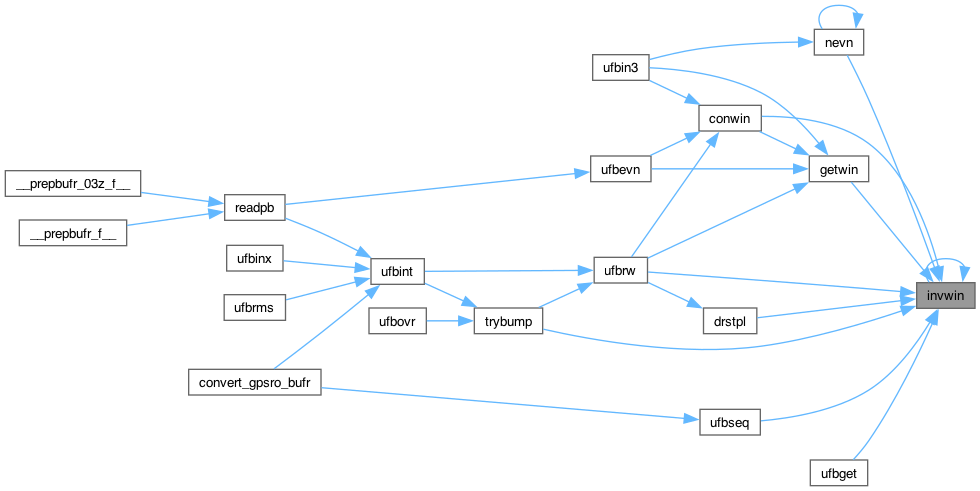 nevn
ufbin3
conwin
ufbevn
getwin
__prepbufr_03z_f__
readpb
__prepbufr_f__
ufbinx
ufbint
ufbrw
invwin
ufbrms
ufbovr
trybump
drstpl
convert_gpsro_bufr
ufbseq
ufbget